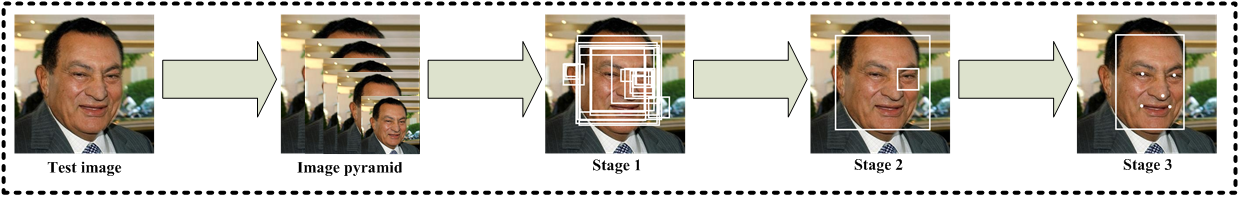 Test image
Image pyramid
Stage 1
Stage 2
Stage 3